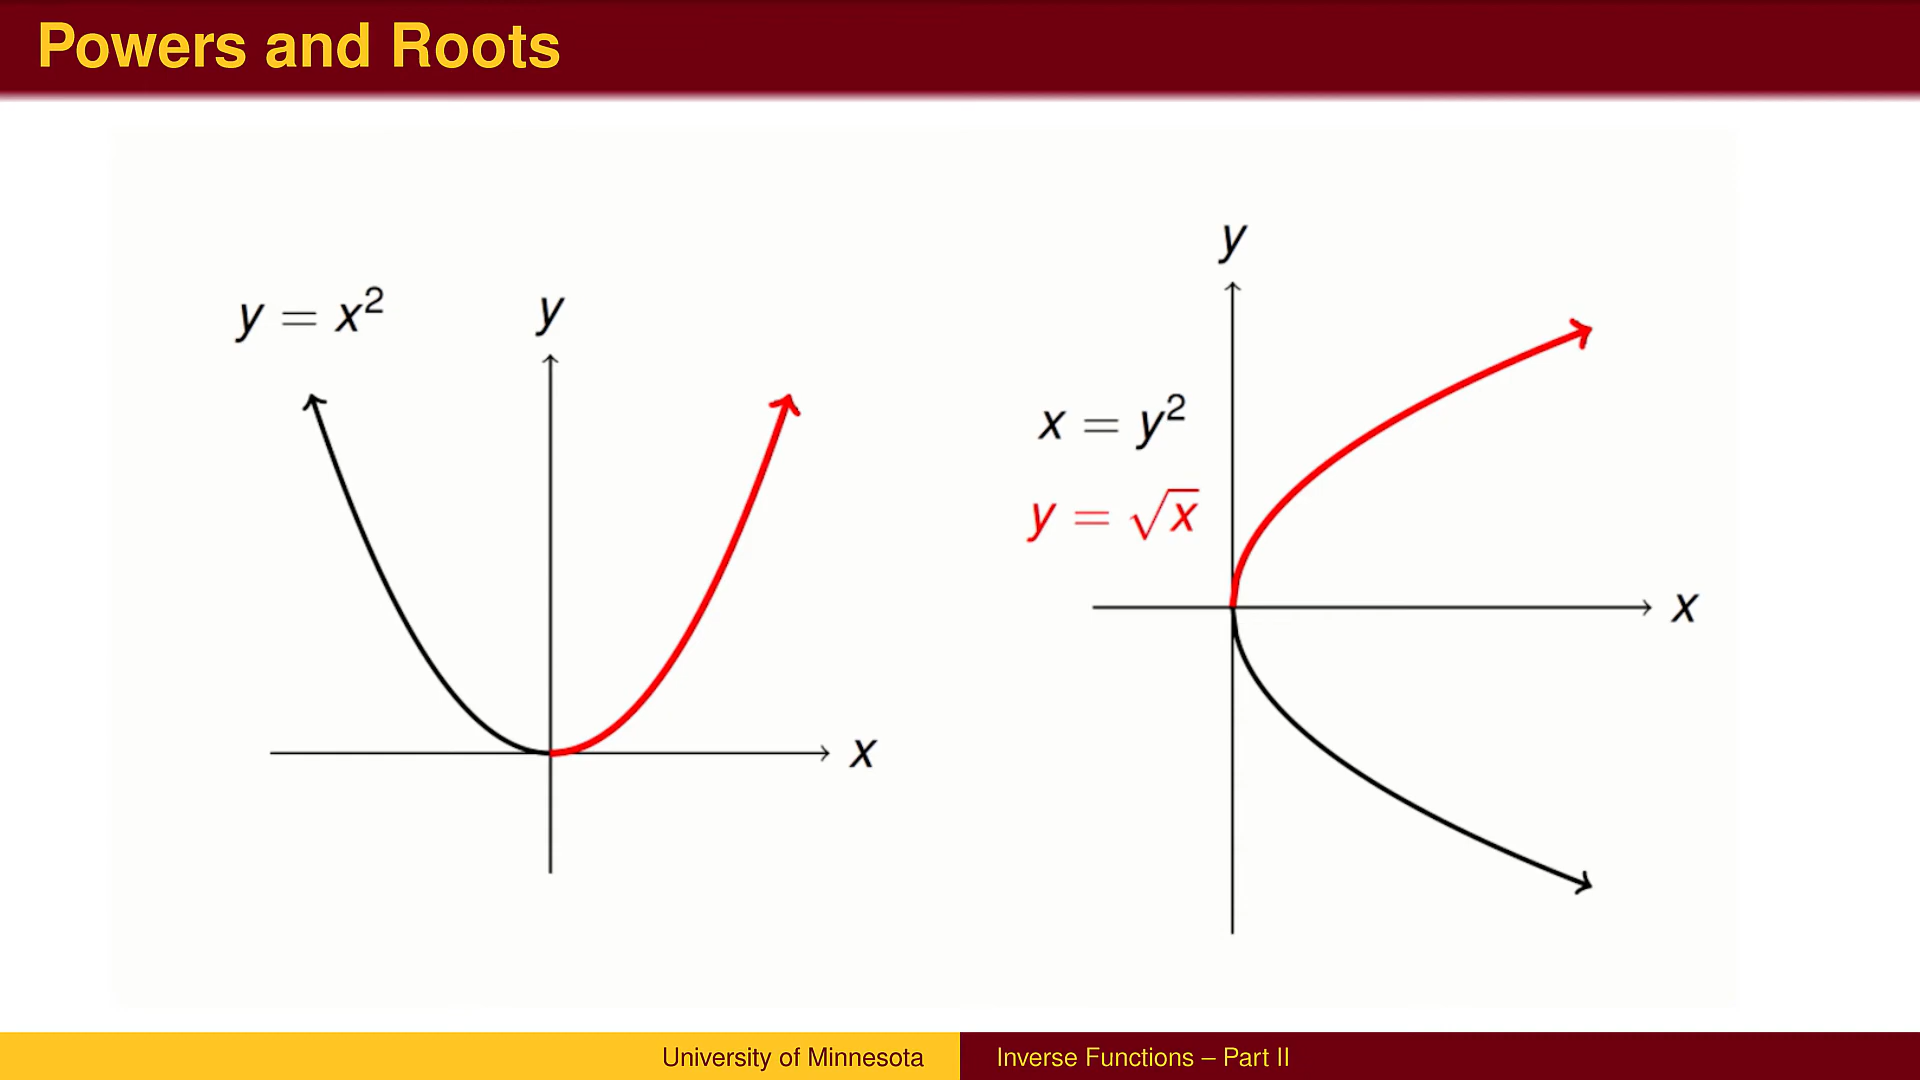 Powers and Roots
y = x²
y
x
y
x = y²
y = √x
x
University of Minnesota
Inverse Functions – Part II